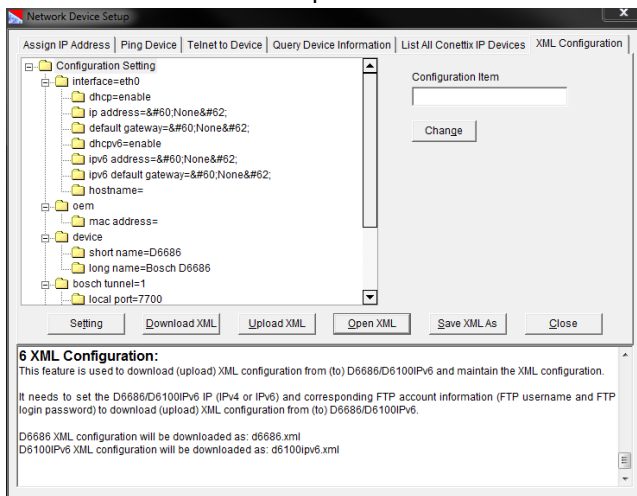 Network Device Setup
x
Assign IP Address Ping Device Telnet to Device Query Device Information List All Conettix IP Devices XML Configuration
Configuration Setting
interface=eth0
dhcp=enable
ip address=&#60;None&#62;
default gateway=&#60;None&#62;
dhcpv6=enable
ipv6 address=&#60;None&#62;
ipv6 default gateway=&#60;None&#62;
hostname=
oem
mac address=
device
short name=D6686
long name=Bosch D6686
bosch tunnel=1
local port=7700
Configuration Item
Change
Setting Download XML Upload XML Open XML Save XML As Close
6 XML Configuration:
This feature is used to download (upload) XML configuration from (to) D6686/D6100IPv6 and maintain the XML configuration.
It needs to set the D6686/D6100IPv6 IP (IPv4 or IPv6) and corresponding FTP account information (FTP username and FTP
login password) to download (upload) XML configuration from (to) D6686/D6100IPv6.
D6686 XML configuration will be downloaded as: d6686.xml
D6100IPv6 XML configuration will be downloaded as: d6100ipv6.xml